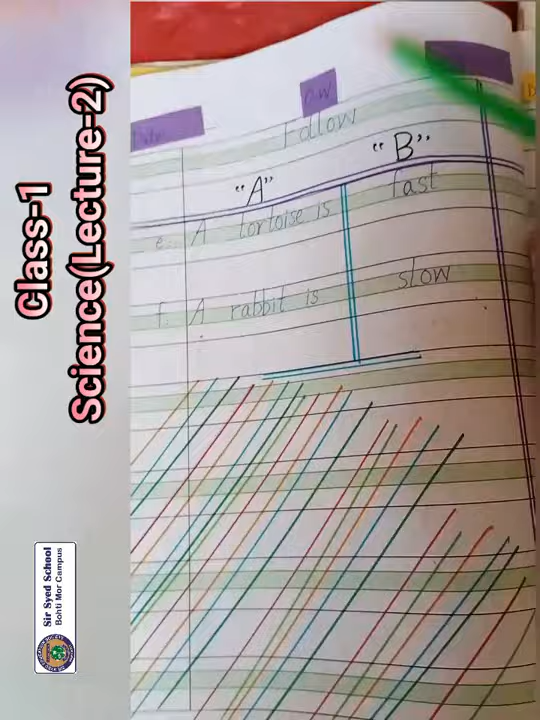 Class-1
Science(Lecture-2)
Sir Syed School
Bohti Mor Campus
Follow
"A" "B"
e. A tortoise is fast
f. A rabbit is slow